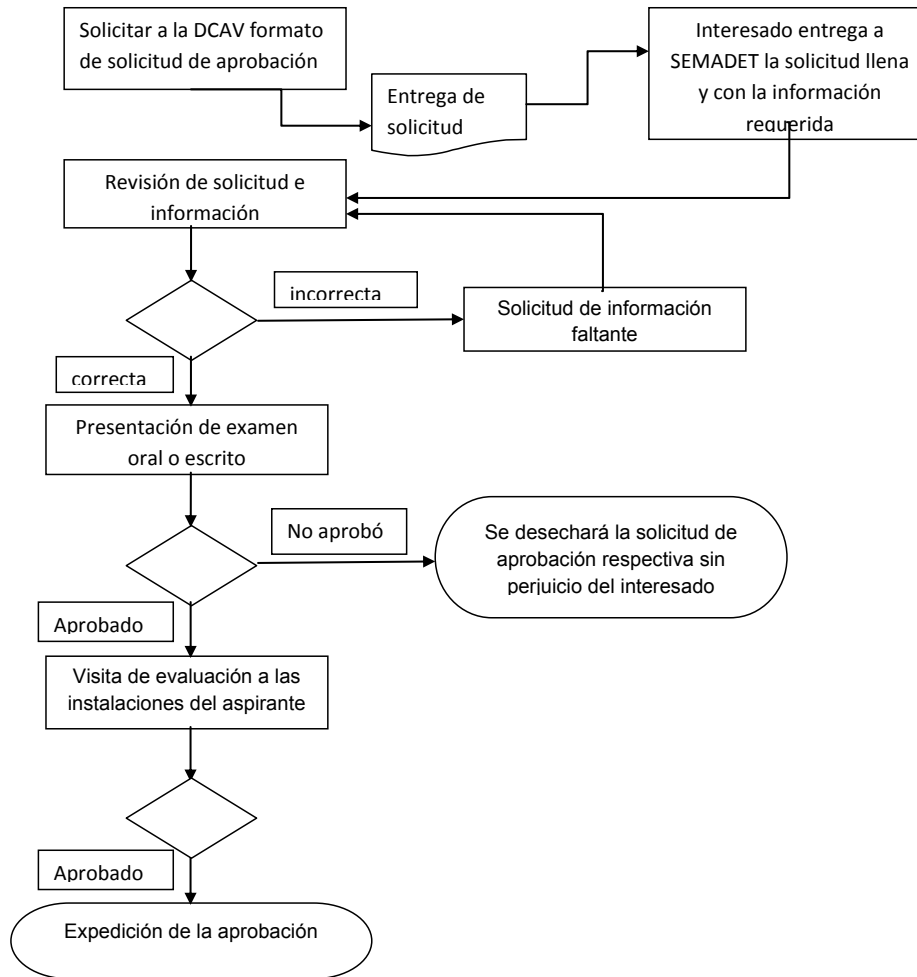 Solicitar a la DCAV formato
de solicitud de aprobación
Entrega de
solicitud
Interesado entrega a
SEMADET la solicitud llena
y con la información
requerida
Revisión de solicitud e
información
incorrecta
Solicitud de información
faltante
correcta
Presentación de examen
oral o escrito
No aprobó
Se desechará la solicitud de
aprobación respectiva sin
perjuicio del interesado
Aprobado
Visita de evaluación a las
instalaciones del aspirante
Aprobado
Expedición de la aprobación